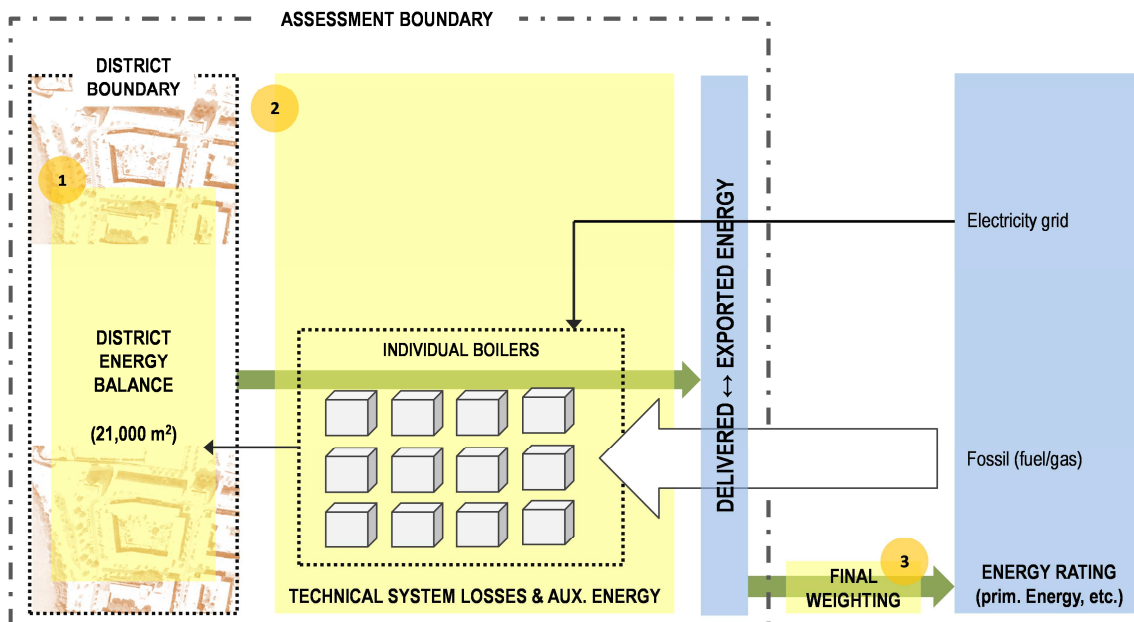 ASSESSMENT BOUNDARY
DISTRICT
BOUNDARY
1
2
DISTRICT
ENERGY
BALANCE
(21,000 m²)
INDIVIDUAL BOILERS
TECHNICAL SYSTEM LOSSES & AUX. ENERGY
DELIVERED ↔ EXPORTED ENERGY
Electricity grid
Fossil (fuel/gas)
3
FINAL
WEIGHTING
ENERGY RATING
(prim. Energy, etc.)